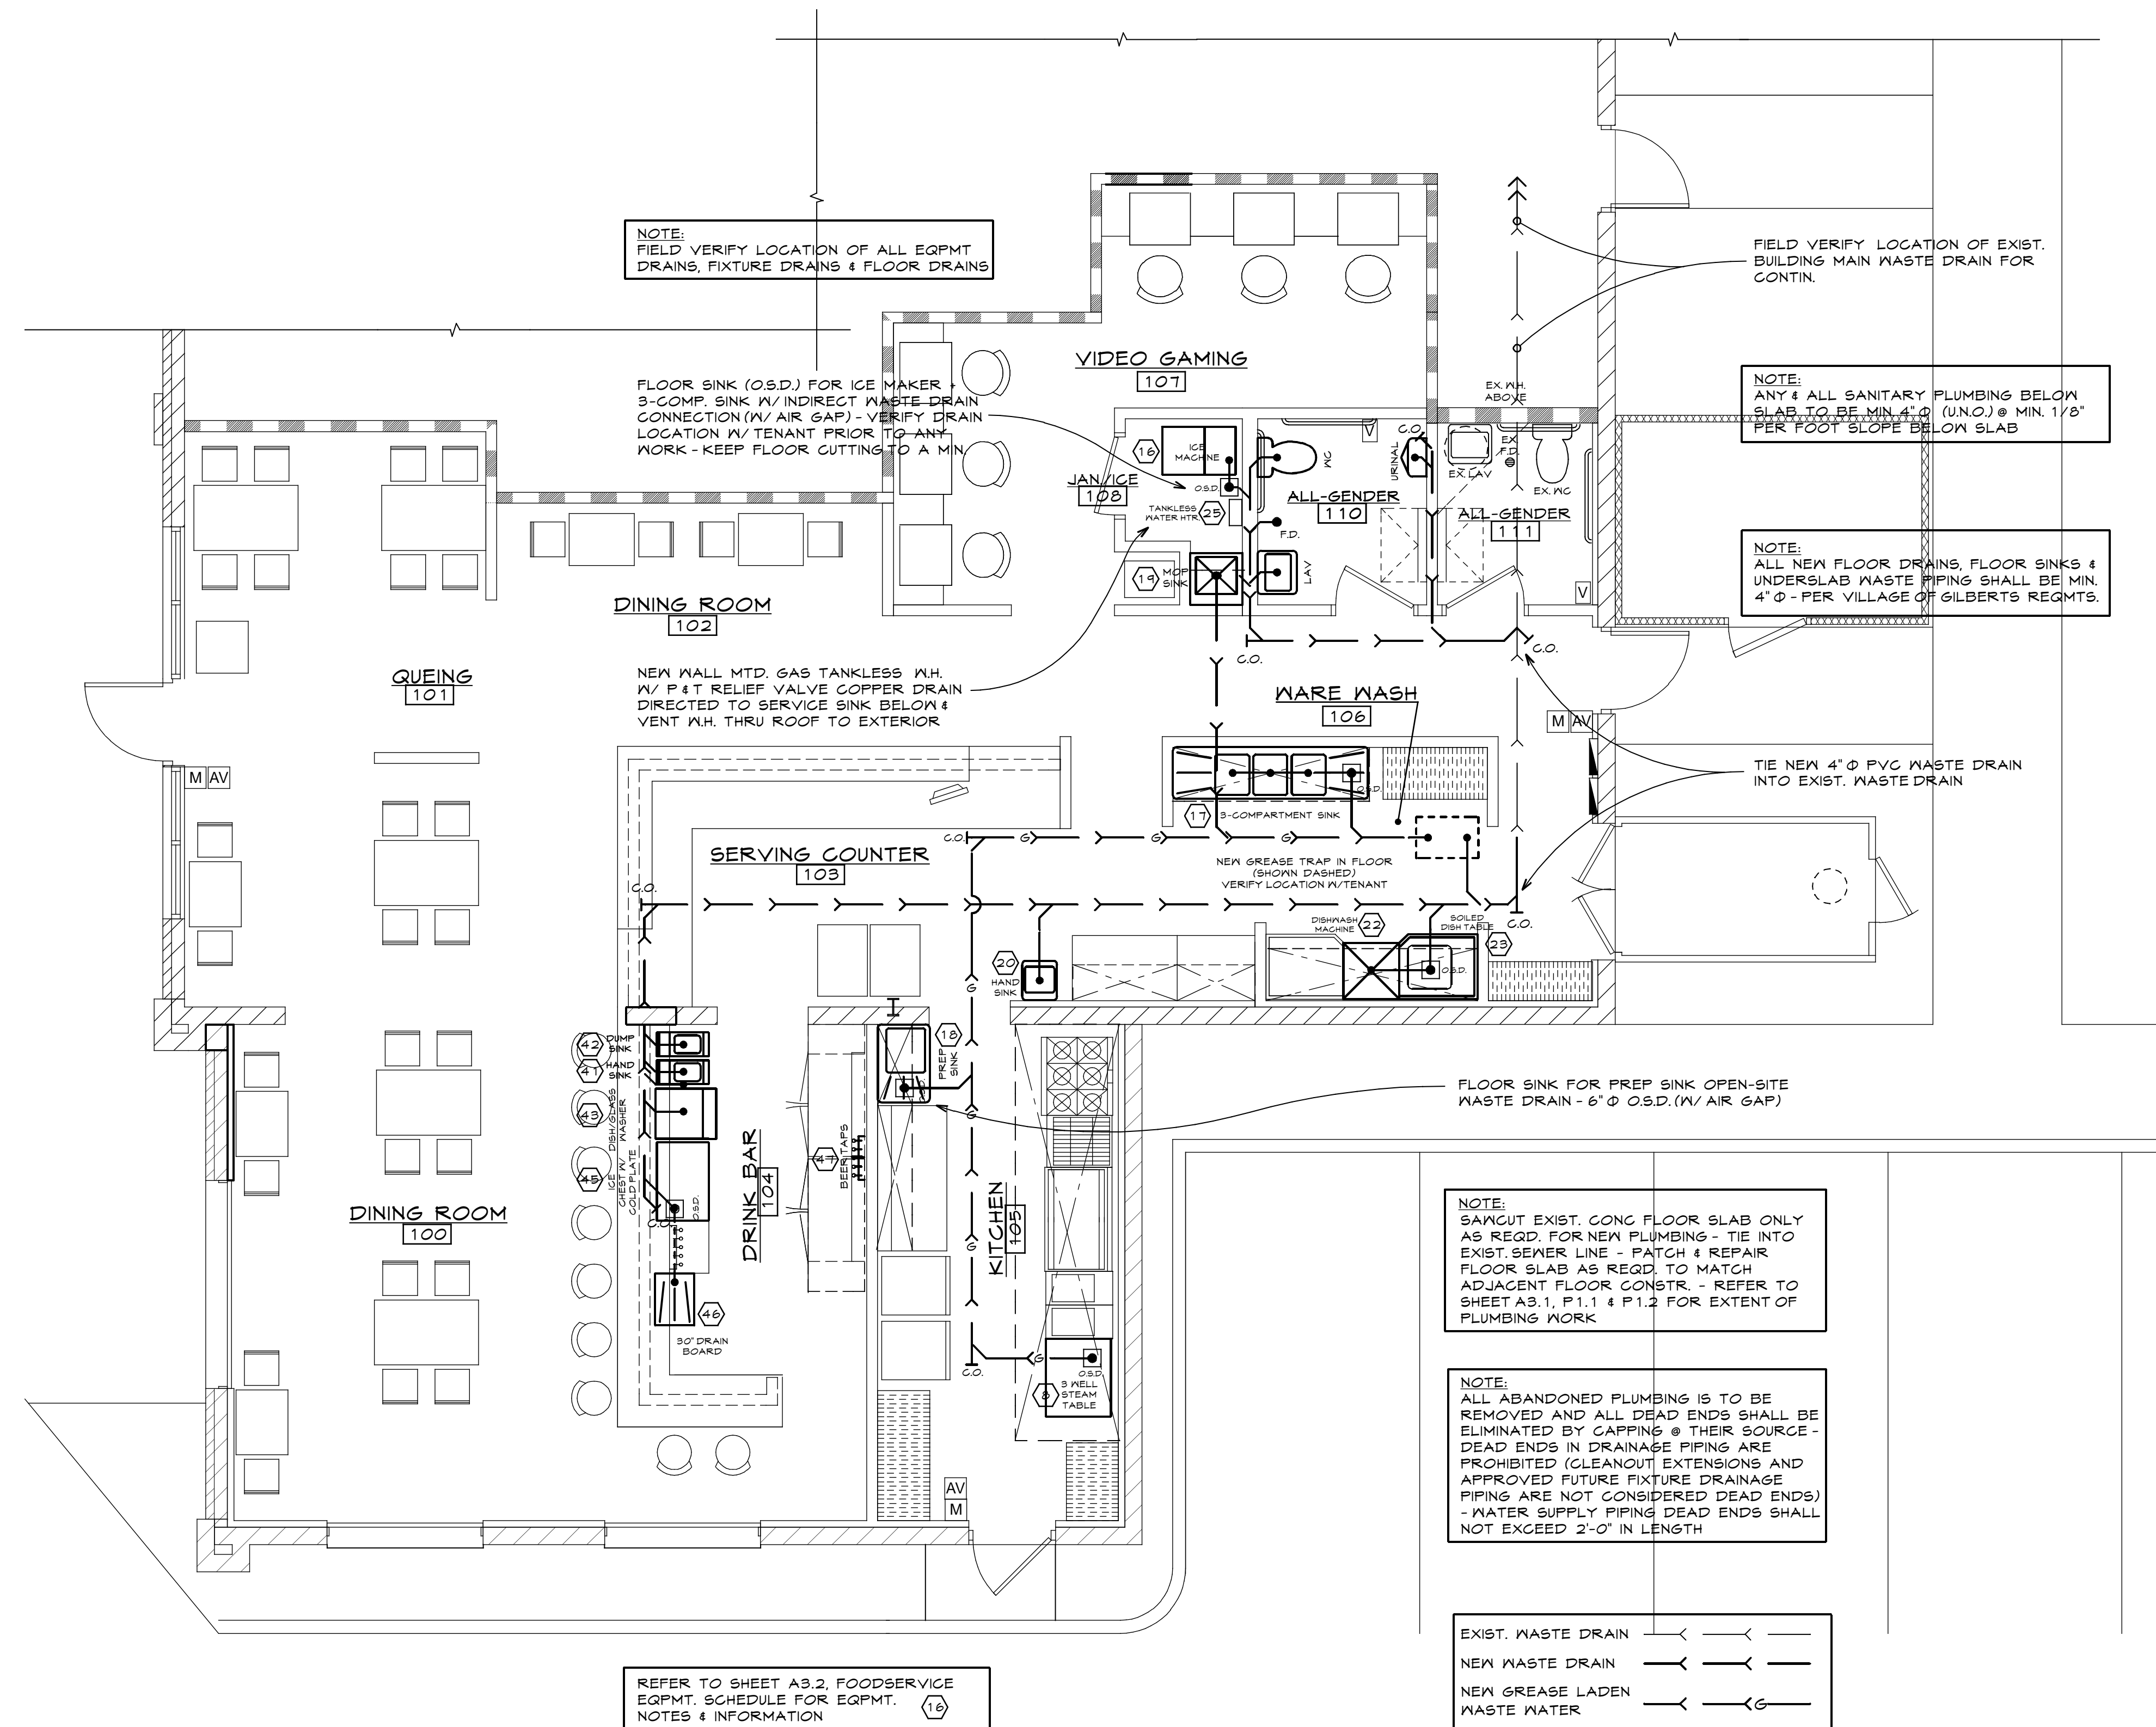 NOTE:
FIELD VERIFY LOCATION OF ALL EQPMT
DRAINS, FIXTURE DRAINS & FLOOR DRAINS
FIELD VERIFY LOCATION OF EXIST.
BUILDING MAIN WASTE DRAIN FOR
CONTIN.
VIDEO GAMING
107
FLOOR SINK (O.S.D.) FOR ICE MAKER +
3-COMP. SINK W/ INDIRECT WASTE DRAIN
CONNECTION (W/ AIR GAP) - VERIFY DRAIN
LOCATION W/ TENANT PRIOR TO ANY
WORK - KEEP FLOOR CUTTING TO A MIN.
EX. W.H.
ABOVE
NOTE:
ANY & ALL SANITARY PLUMBING BELOW
SLAB TO BE MIN. 4" Φ (U.N.O.) @ MIN. 1/8"
PER FOOT SLOPE BELOW SLAB
16
ICE
MACHINE
O.S.D.
JAN./ICE
108
TANKLESS
WATER HTR.
25
V
WC
C.O.
URINAL
EX. LAV
EX.
F.D.
EX. WC
ALL-GENDER
110
ALL-GENDER
111
F.D.
LAV
19
MOP
SINK
V
NOTE:
ALL NEW FLOOR DRAINS, FLOOR SINKS &
UNDERSLAB WASTE PIPING SHALL BE MIN.
4" Φ - PER VILLAGE OF GILBERTS REQMTS.
DINING ROOM
102
C.O.
C.O.
QUEING
101
NEW WALL MTD. GAS TANKLESS W.H.
W/ P & T RELIEF VALVE COPPER DRAIN
DIRECTED TO SERVICE SINK BELOW &
VENT W.H. THRU ROOF TO EXTERIOR
WARE WASH
106
M AV
M AV
TIE NEW 4" Φ PVC WASTE DRAIN
INTO EXIST. WASTE DRAIN
O.S.D.
17
3-COMPARTMENT SINK
C.O.
G
G
G
SERVING COUNTER
103
NEW GREASE TRAP IN FLOOR
(SHOWN DASHED)
VERIFY LOCATION W/TENANT
C.O.
DISHWASH
MACHINE
22
SOILED
DISH TABLE
23
C.O.
20
HAND
SINK
O.S.D.
G
42
DUMP
SINK
41
HAND
SINK
43
DISH/GLASS
WASHER
45
ICE
CHEST W/
COLD PLATE
O.S.D.
C.O.
18
PREP
SINK
O.S.D.
G
FLOOR SINK FOR PREP SINK OPEN-SITE
WASTE DRAIN - 6" Φ O.S.D. (W/ AIR GAP)
DRINK BAR
104
47
BEER TAPS
KITCHEN
105
G
DINING ROOM
100
46
30" DRAIN
BOARD
C.O.
G
O.S.D.
8
3 WELL
STEAM
TABLE
NOTE:
SAWCUT EXIST. CONC FLOOR SLAB ONLY
AS REQD. FOR NEW PLUMBING - TIE INTO
EXIST. SEWER LINE - PATCH & REPAIR
FLOOR SLAB AS REQD. TO MATCH
ADJACENT FLOOR CONSTR. - REFER TO
SHEET A3.1, P1.1 & P1.2 FOR EXTENT OF
PLUMBING WORK
NOTE:
ALL ABANDONED PLUMBING IS TO BE
REMOVED AND ALL DEAD ENDS SHALL BE
ELIMINATED BY CAPPING @ THEIR SOURCE -
DEAD ENDS IN DRAINAGE PIPING ARE
PROHIBITED (CLEANOUT EXTENSIONS AND
APPROVED FUTURE FIXTURE DRAINAGE
PIPING ARE NOT CONSIDERED DEAD ENDS)
- WATER SUPPLY PIPING DEAD ENDS SHALL
NOT EXCEED 2'-0" IN LENGTH
AV
M
EXIST. WASTE DRAIN
NEW WASTE DRAIN
NEW GREASE LADEN
WASTE WATER
G
REFER TO SHEET A3.2, FOODSERVICE
EQPMT. SCHEDULE FOR EQPMT.
NOTES & INFORMATION
16